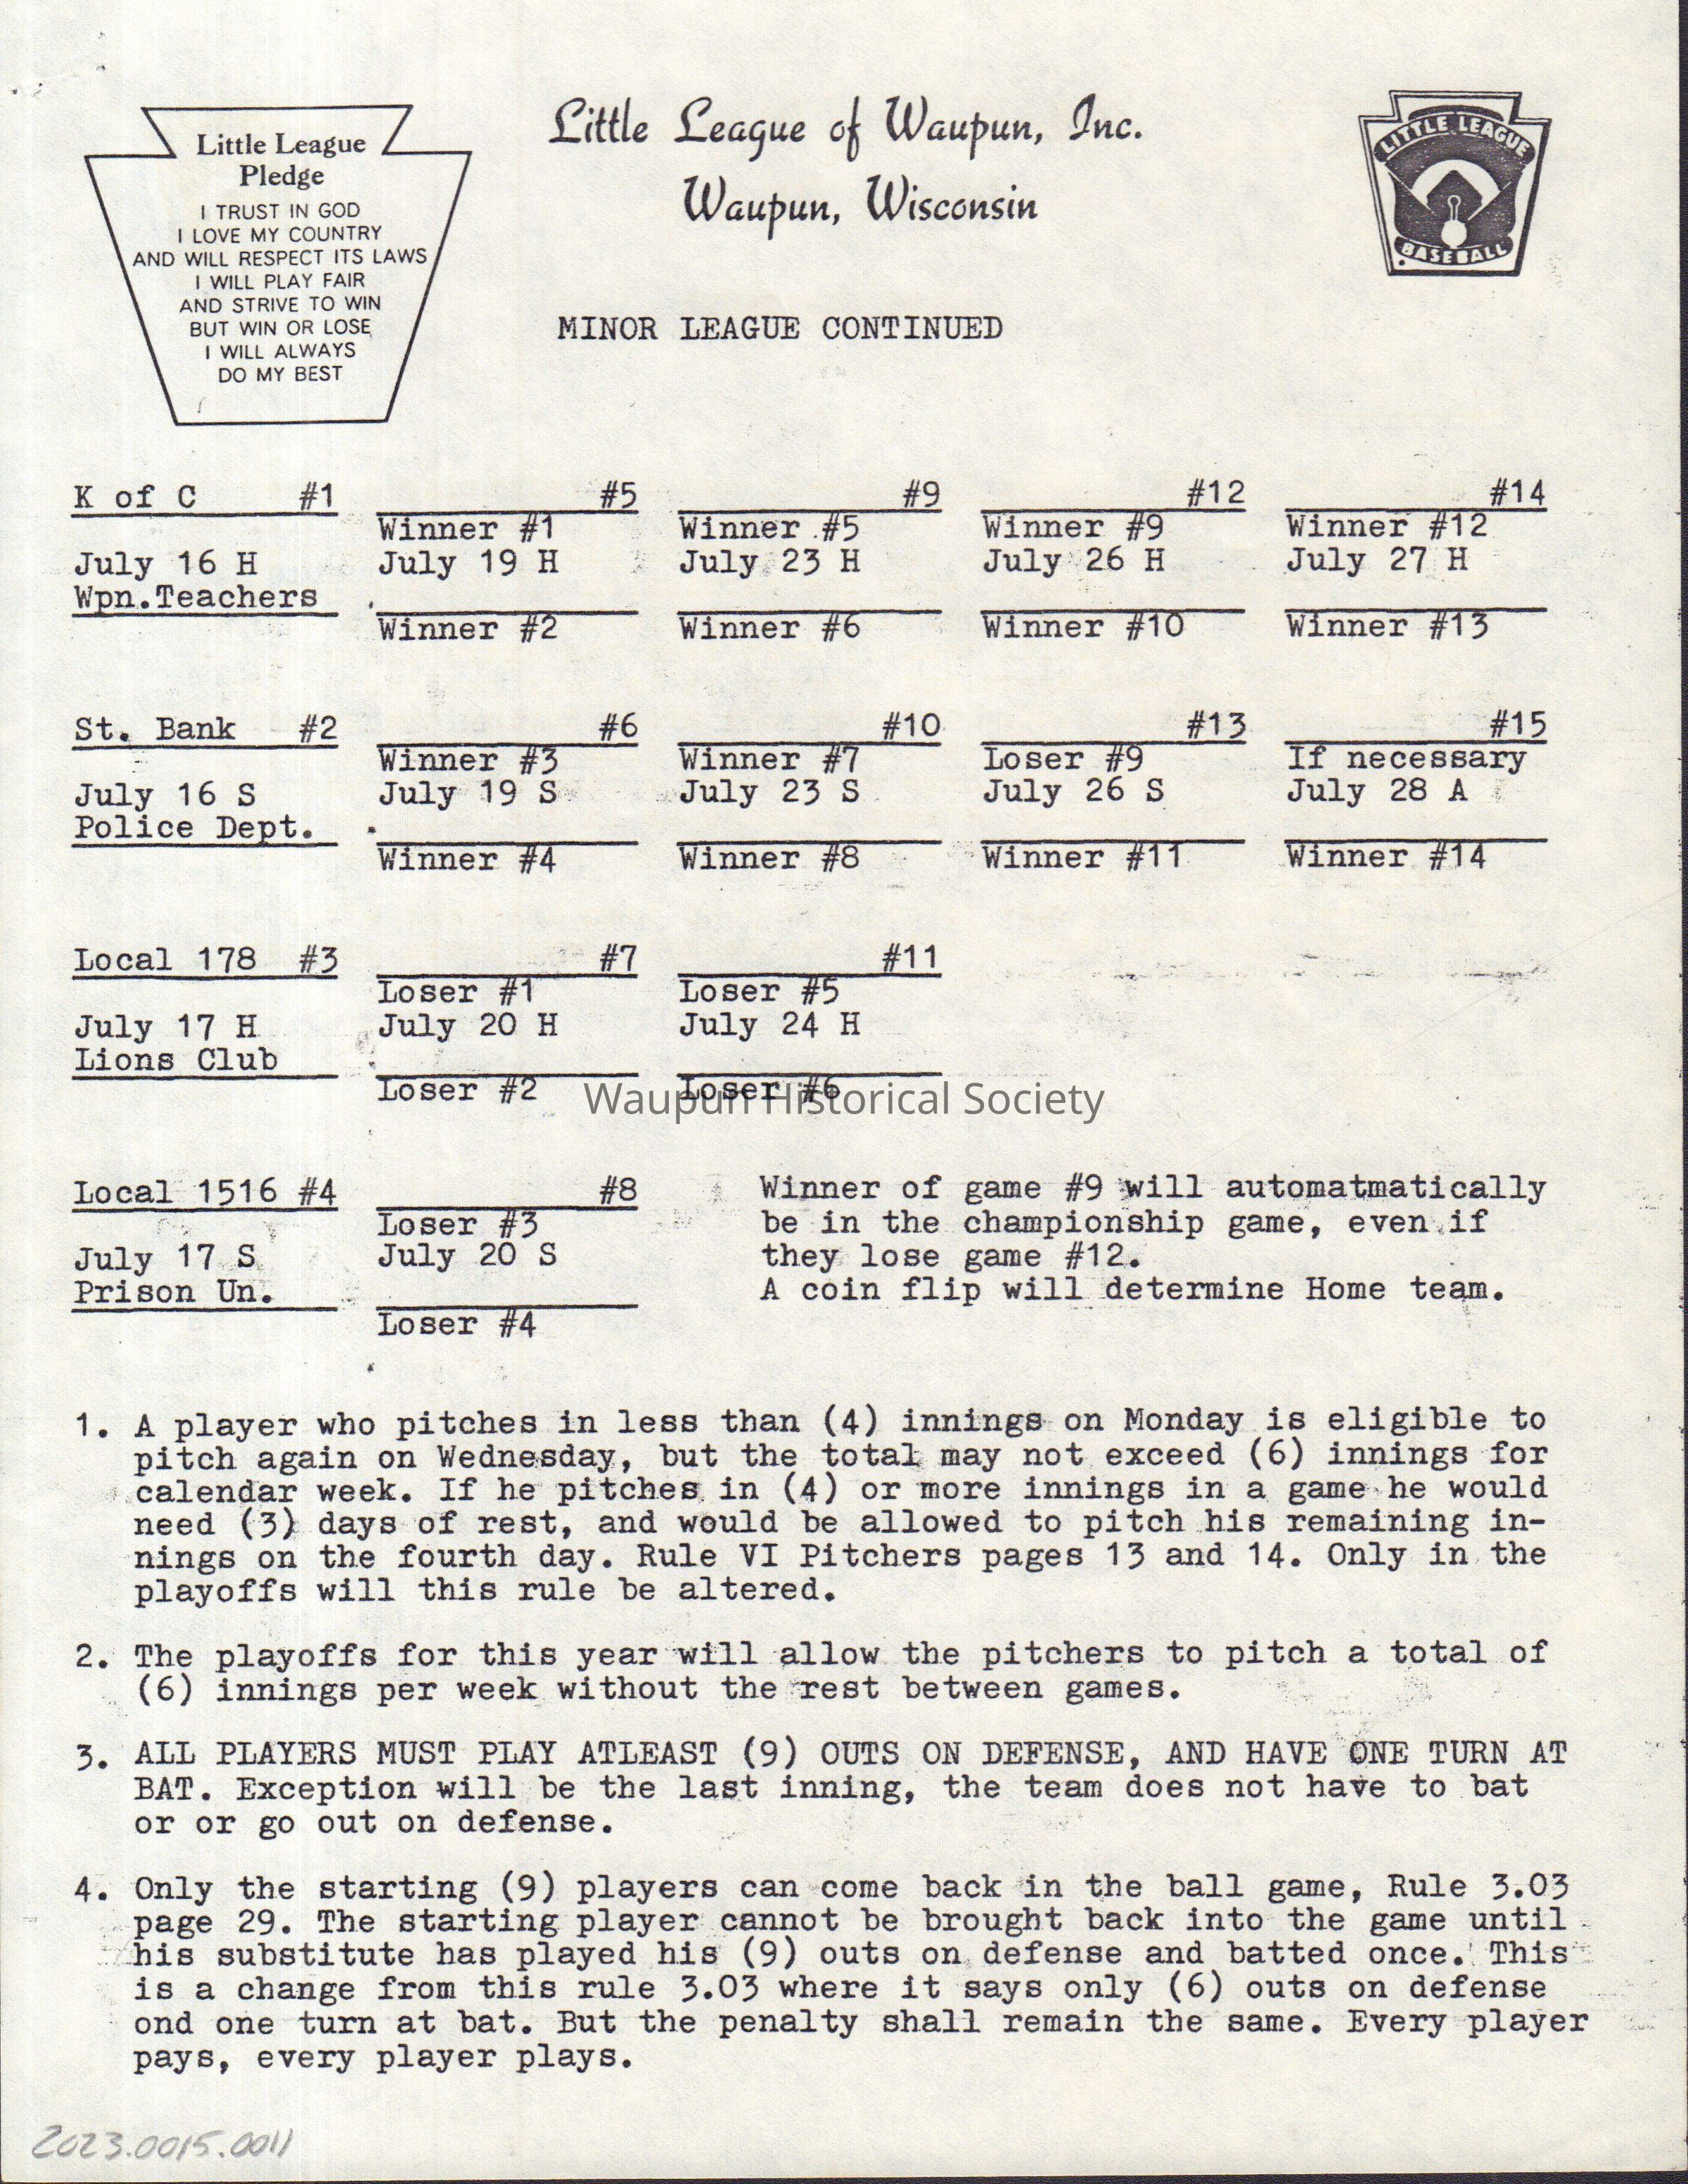 Little League of Waupun, Inc.
Waupun, Wisconsin
Little League
Pledge
I TRUST IN GOD
I LOVE MY COUNTRY
AND WILL RESPECT ITS LAWS
I WILL PLAY FAIR
AND STRIVE TO WIN
BUT WIN OR LOSE
I WILL ALWAYS
DO MY BEST
LITTLE LEAGUE
BASEBALL
MINOR LEAGUE CONTINUED
K of C #1 #5 #9 #12 #14
Winner #1 Winner #5 Winner #9 Winner #12
July 16 H July 19 H July 23 H July 26 H July 27 H
Wpn.Teachers
Winner #2 Winner #6 Winner #10 Winner #13
St. Bank #2 #6 #10 #13 #15
Winner #3 Winner #7 Loser #9 If necessary
July 16 S July 19 S July 23 S July 26 S July 28 A
Police Dept.
Winner #4 Winner #8 Winner #11 Winner #14
Local 178 #3 #7 #11
Loser #1 Loser #5
July 17 H July 20 H July 24 H
Lions Club
Loser #2 Loser #6
Waupun Historical Society
Local 1516 #4 #8
Loser #3
July 17 S July 20 S
Prison Un.
Loser #4
Winner of game #9 will automatmatically
be in the championship game, even if
they lose game #12.
A coin flip will determine Home team.
1. A player who pitches in less than (4) innings on Monday is eligible to
pitch again on Wednesday, but the total may not exceed (6) innings for
calendar week. If he pitches in (4) or more innings in a game he would
need (3) days of rest, and would be allowed to pitch his remaining in-
nings on the fourth day. Rule VI Pitchers pages 13 and 14. Only in the
playoffs will this rule be altered.
2. The playoffs for this year will allow the pitchers to pitch a total of
(6) innings per week without the rest between games.
3. ALL PLAYERS MUST PLAY ATLEAST (9) OUTS ON DEFENSE, AND HAVE ONE TURN AT
BAT. Exception will be the last inning, the team does not have to bat
or or go out on defense.
4. Only the starting (9) players can come back in the ball game, Rule 3.03
page 29. The starting player cannot be brought back into the game until
his substitute has played his (9) outs on defense and batted once. This
is a change from this rule 3.03 where it says only (6) outs on defense
ond one turn at bat. But the penalty shall remain the same. Every player
pays, every player plays.
2023.0015.0011